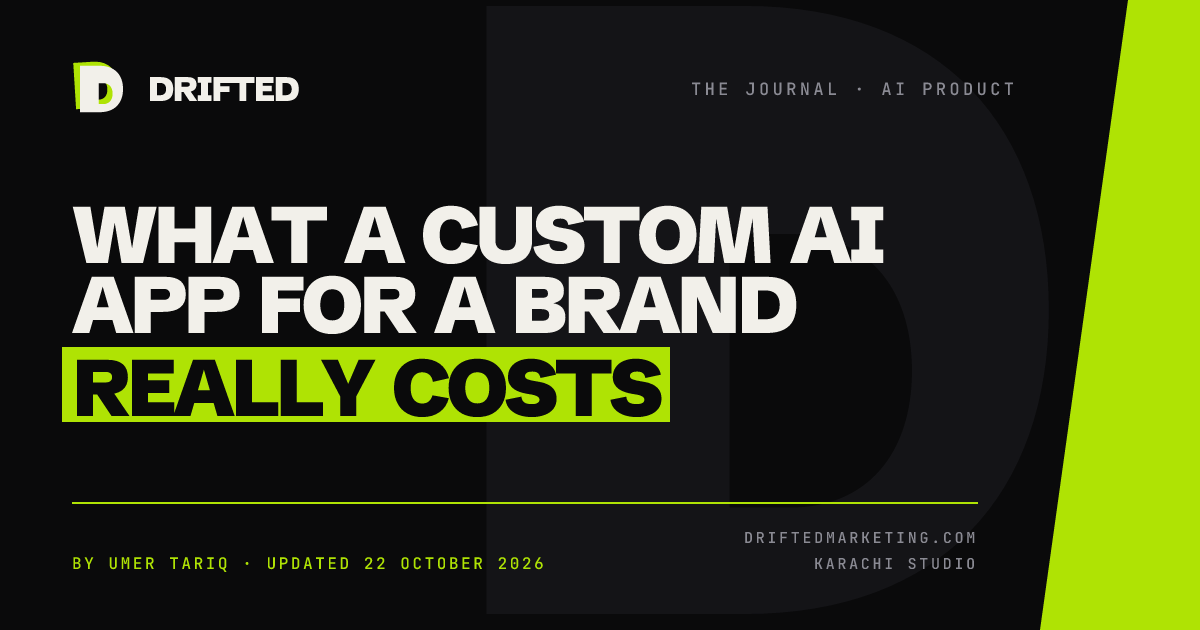 DRIFTED
THE JOURNAL · AI PRODUCT
WHAT A CUSTOM AI
APP FOR A BRAND
REALLY COSTS
DRIFTEDMARKETING.COM
BY UMER TARIQ · UPDATED 22 OCTOBER 2026
KARACHI STUDIO